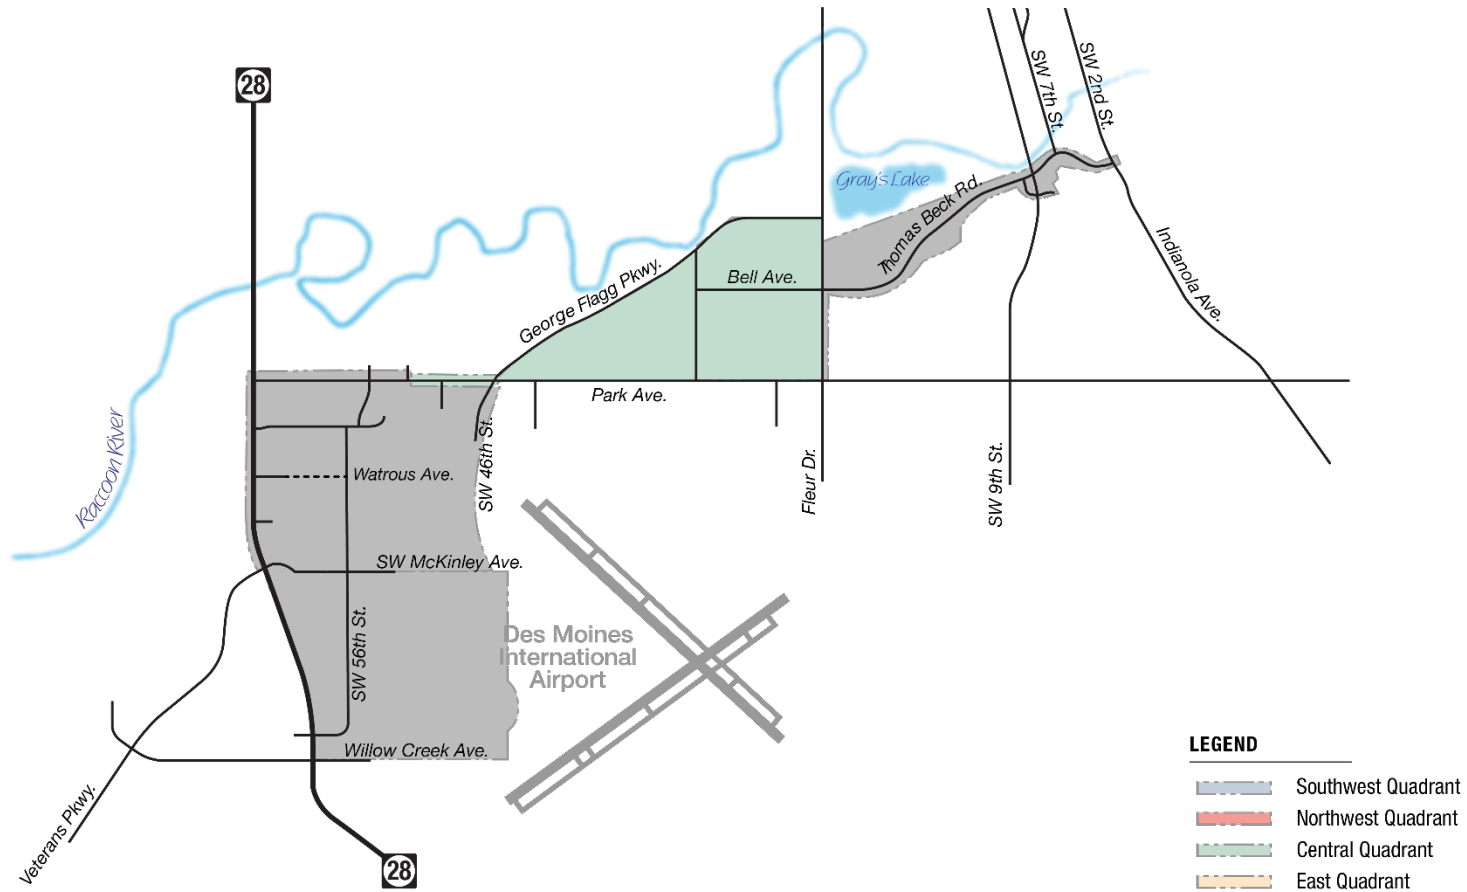 28
SW 7th St.
SW 2nd St.
Gray's Lake
Thomas Beck Rd.
Indianola Ave.
Bell Ave.
George Flagg Pkwy.
Park Ave.
Raccoon River
Watrous Ave.
SW 46th St.
Fleur Dr.
SW 9th St.
SW McKinley Ave.
SW 56th St.
Des Moines
International
Airport
Willow Creek Ave.
Veterans Pkwy.
28
LEGEND
Southwest Quadrant
Northwest Quadrant
Central Quadrant
East Quadrant